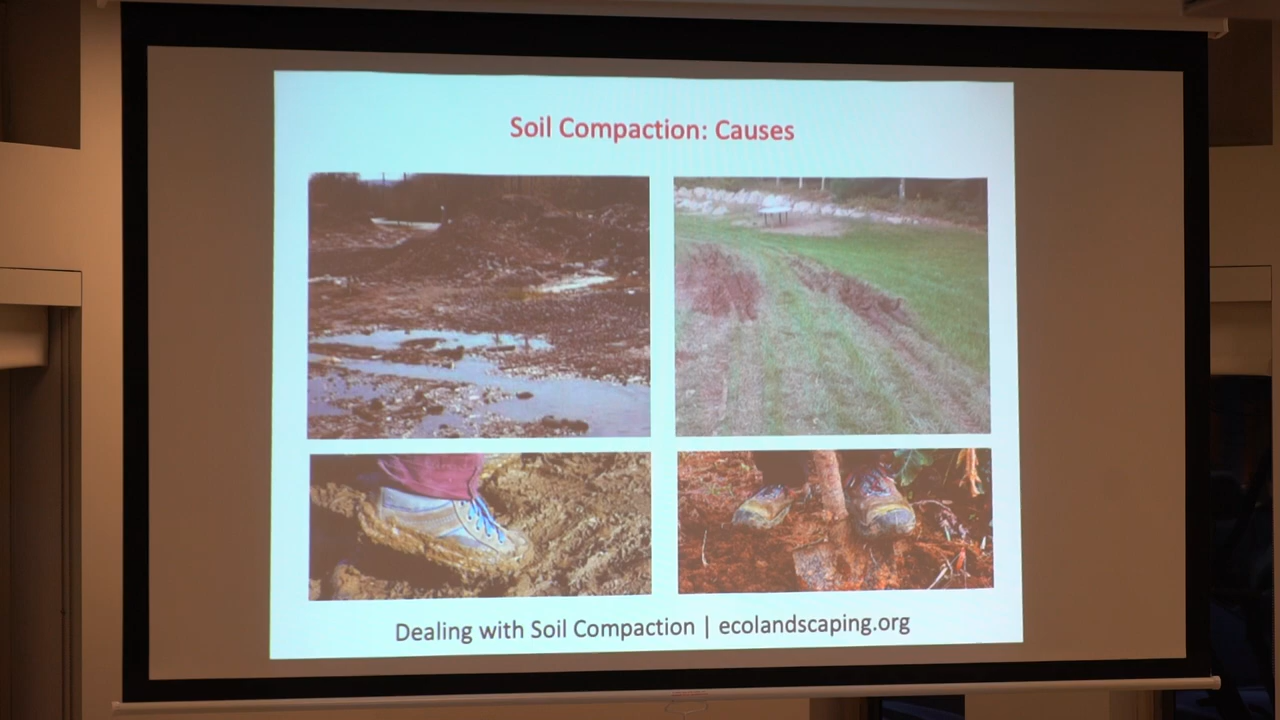 Soil Compaction: Causes
Dealing with Soil Compaction | ecolandscaping.org